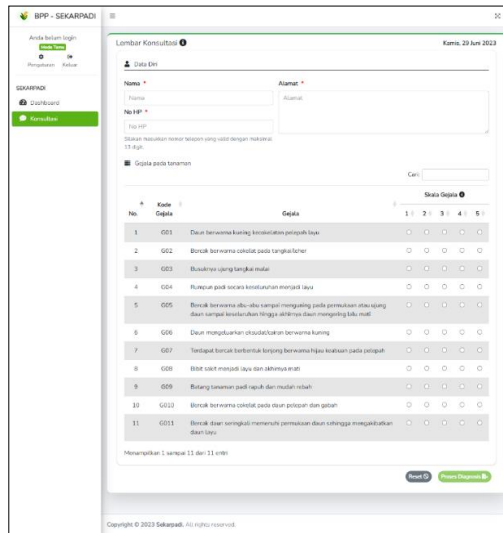 BPP - SEKARPADI
Anda belum login
Mode Tamu
Pengaturan Keluar
SEKARPADI
Dashboard
Konsultasi
Lembar Konsultasi
Kamis, 29 Juni 2023
Data Diri
Nama *
Alamat *
Nama
Alamat
No HP *
No HP
Silakan masukkan nomor telepon yang valid dengan maksimal
13 digit.
Gejala pada tanaman
Cari:
Skala Gejala
No. Kode Gejala Gejala 1 2 3 4 5
1 G01 Daun berwarna kuning kecokelatan pelepah layu
2 G02 Bercak berwarna cokelat pada tangkai/leher
3 G03 Busuknya ujung tangkai malai
4 G04 Rumpun padi secara keseluruhan menjadi layu
5 G05 Bercak berwarna abu-abu sampai menguning pada permukaan atau ujung
daun sampai keseluruhan hingga akhirnya daun mengering lalu mati
6 G06 Daun mengeluarkan eksudat/cairan berwarna kuning
7 G07 Terdapat bercak berbentuk lonjong berwarna hijau keabuan pada pelepah
8 G08 Bibit sakit menjadi layu dan akhirnya mati
9 G09 Batang tanaman padi rapuh dan mudah rebah
10 G010 Bercak berwarna cokelat pada daun pelepah dan gabah
11 G011 Bercak daun seringkali memenuhi permukaan daun sehingga mengakibatkan
daun layu
Menampilkan 1 sampai 11 dari 11 entri
Reset
Proses Diagnosis
Copyright © 2023 Sekarpadi. All rights reserved.